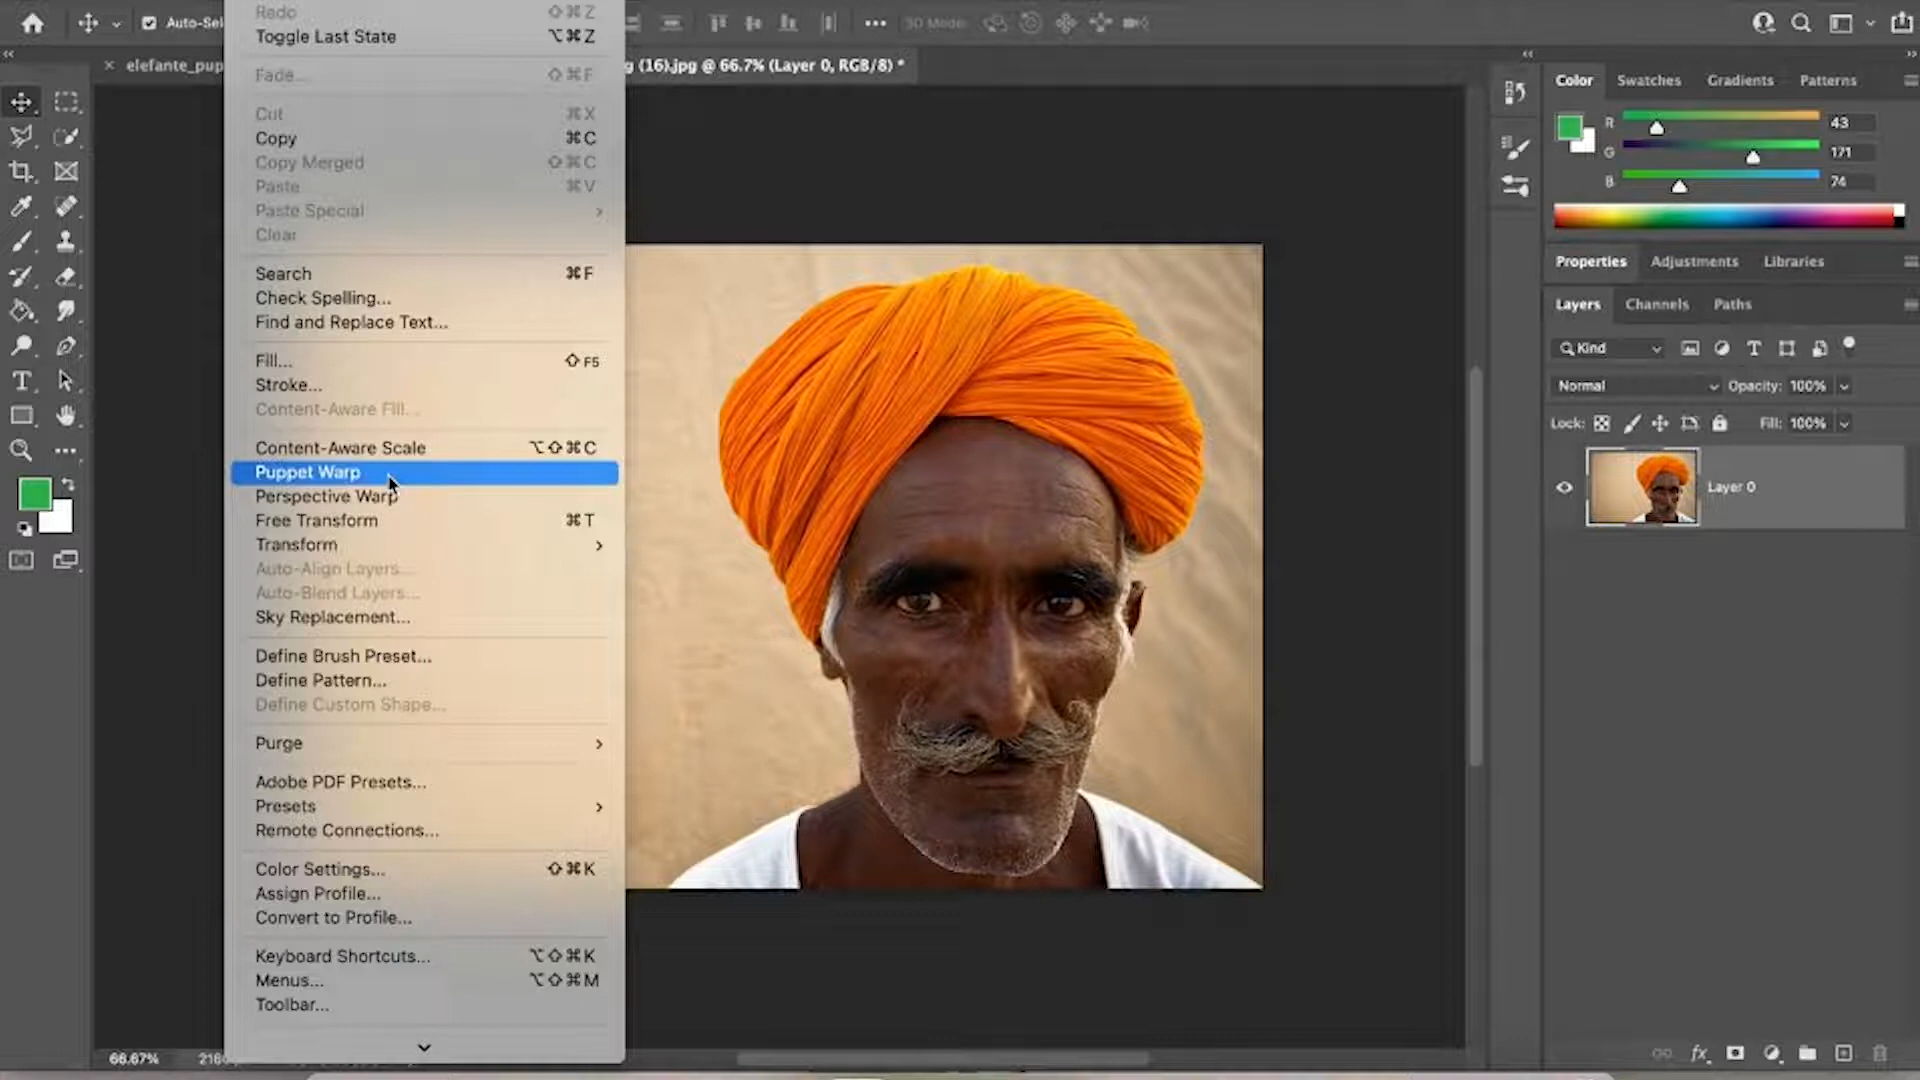 Redo ⇧⌘Z
Auto-Sel
Toggle Last State ⌥⌘Z
3D Mode:
elefante_pup
g (16).jpg @ 66.7% (Layer 0, RGB/8) *
Fade... ⇧⌘F
Cut ⌘X
Copy ⌘C
Copy Merged ⇧⌘C
Paste ⌘V
Paste Special
Clear
Search ⌘F
Check Spelling...
Find and Replace Text...
Fill... ⇧F5
Stroke...
Content-Aware Fill...
Content-Aware Scale ⌥⇧⌘C
Puppet Warp
Perspective Warp
Free Transform ⌘T
Transform
Auto-Align Layers...
Auto-Blend Layers...
Sky Replacement...
Define Brush Preset...
Define Pattern...
Define Custom Shape...
Purge
Adobe PDF Presets...
Presets
Remote Connections...
Color Settings... ⇧⌘K
Assign Profile...
Convert to Profile...
Keyboard Shortcuts... ⌥⇧⌘K
Menus... ⌥⇧⌘M
Toolbar...
66.67%
Color Swatches Gradients Patterns
R 43
G 171
B 74
Properties Adjustments Libraries
Layers Channels Paths
Kind
Normal Opacity: 100%
Lock: Fill: 100%
Layer 0
fx